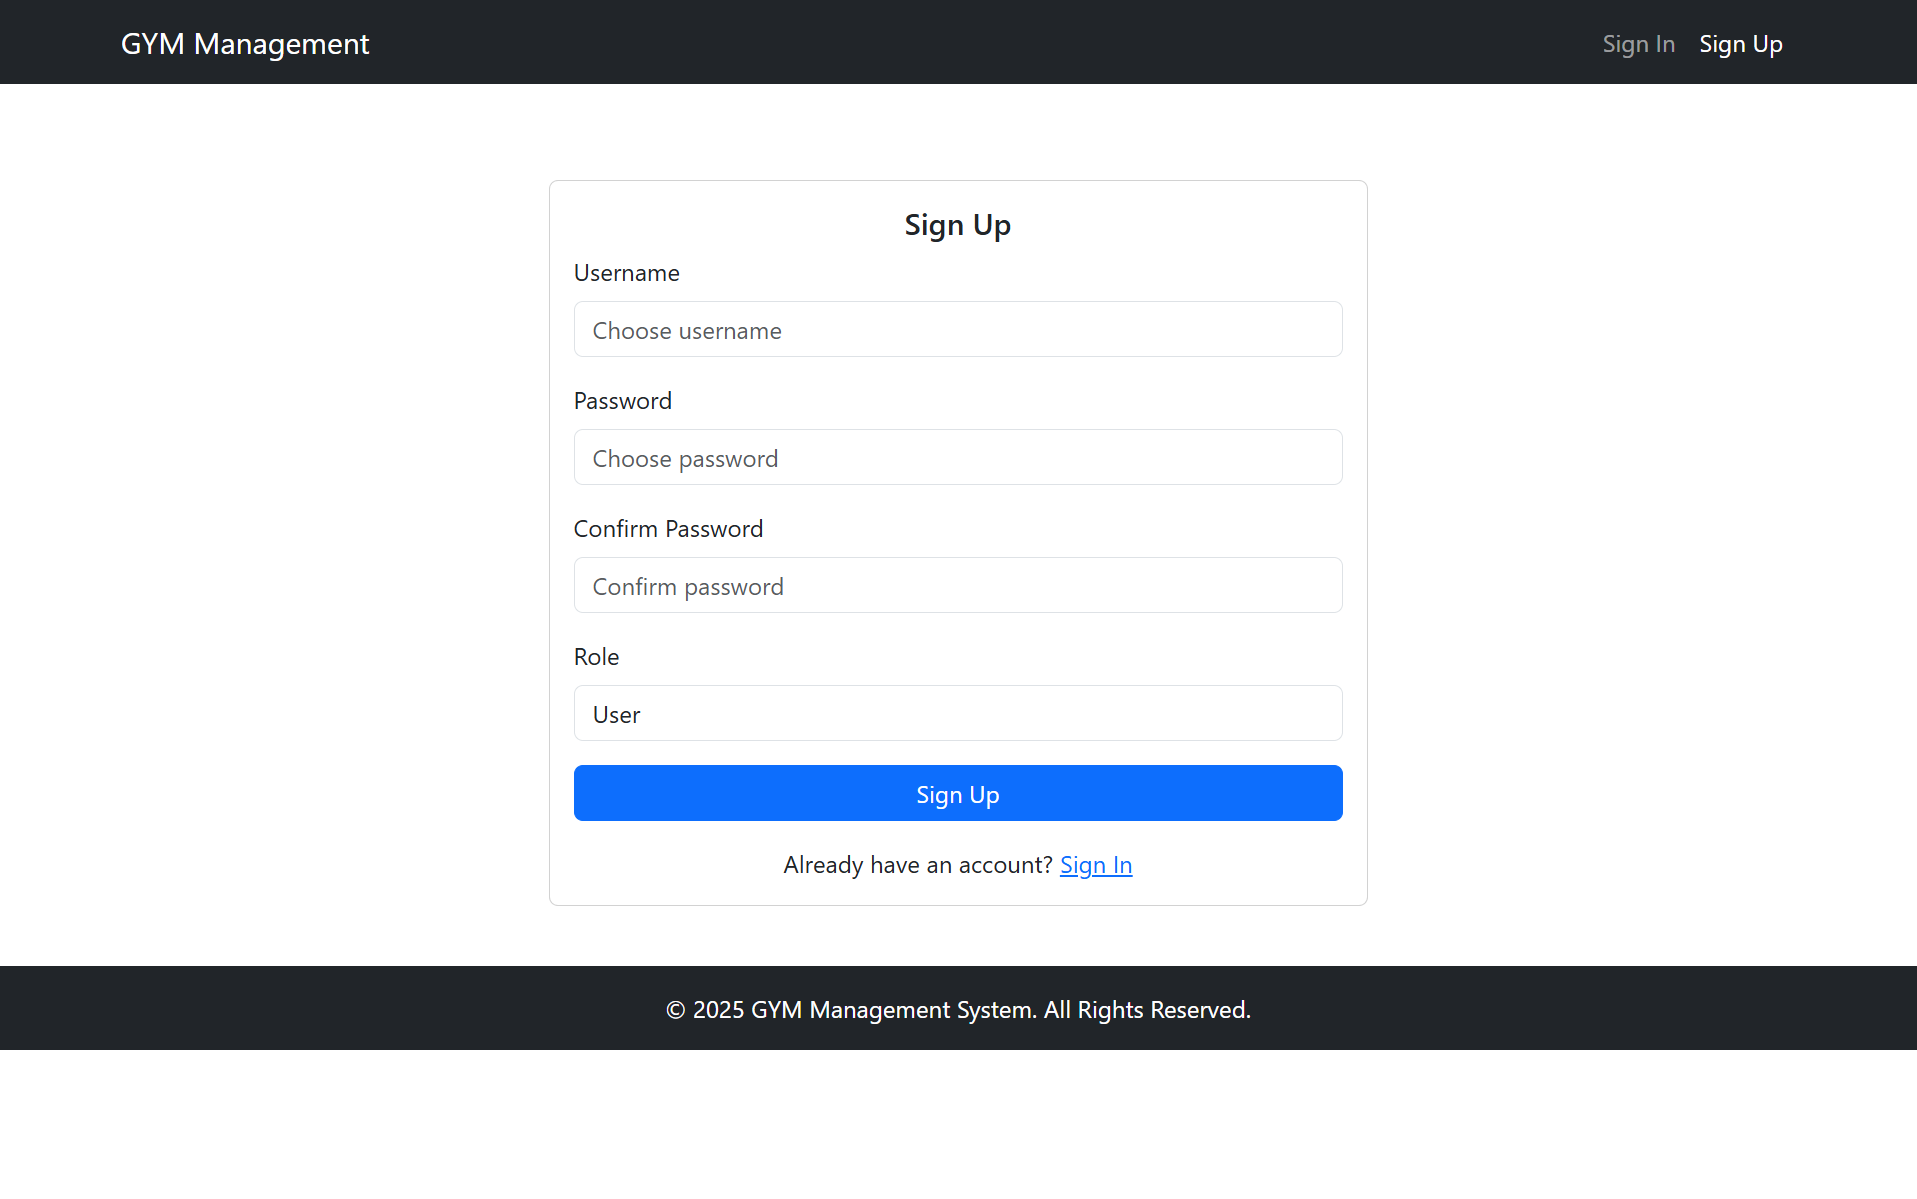 GYM Management
Sign In Sign Up
Sign Up
Username
Choose username
Password
Choose password
Confirm Password
Confirm password
Role
User
Sign Up
Already have an account? Sign In
© 2025 GYM Management System. All Rights Reserved.